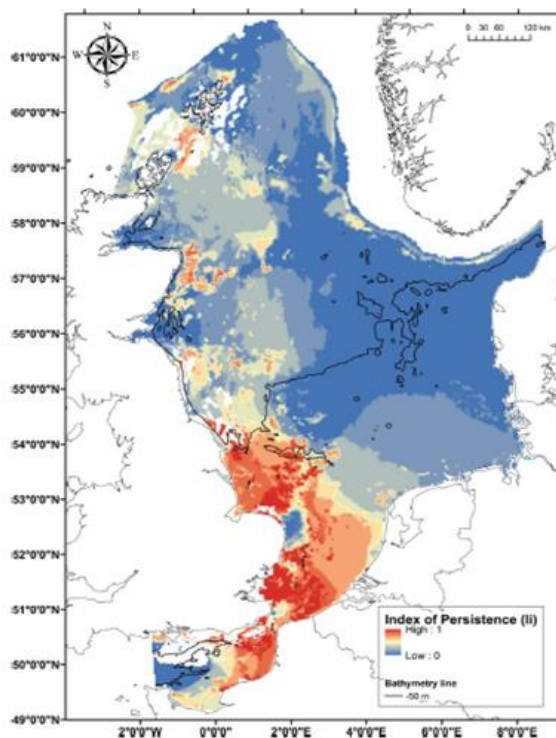 N
W E
S
0 30 60 120 km
61°0'0"N
60°0'0"N
59°0'0"N
58°0'0"N
57°0'0"N
56°0'0"N
55°0'0"N
54°0'0"N
53°0'0"N
52°0'0"N
51°0'0"N
50°0'0"N
49°0'0"N
Index of Persistence (Ii)
High : 1
Low : 0
Bathymetry line
-50 m
2°0'0"W 0°0'0" 2°0'0"E 4°0'0"E 6°0'0"E 8°0'0"E